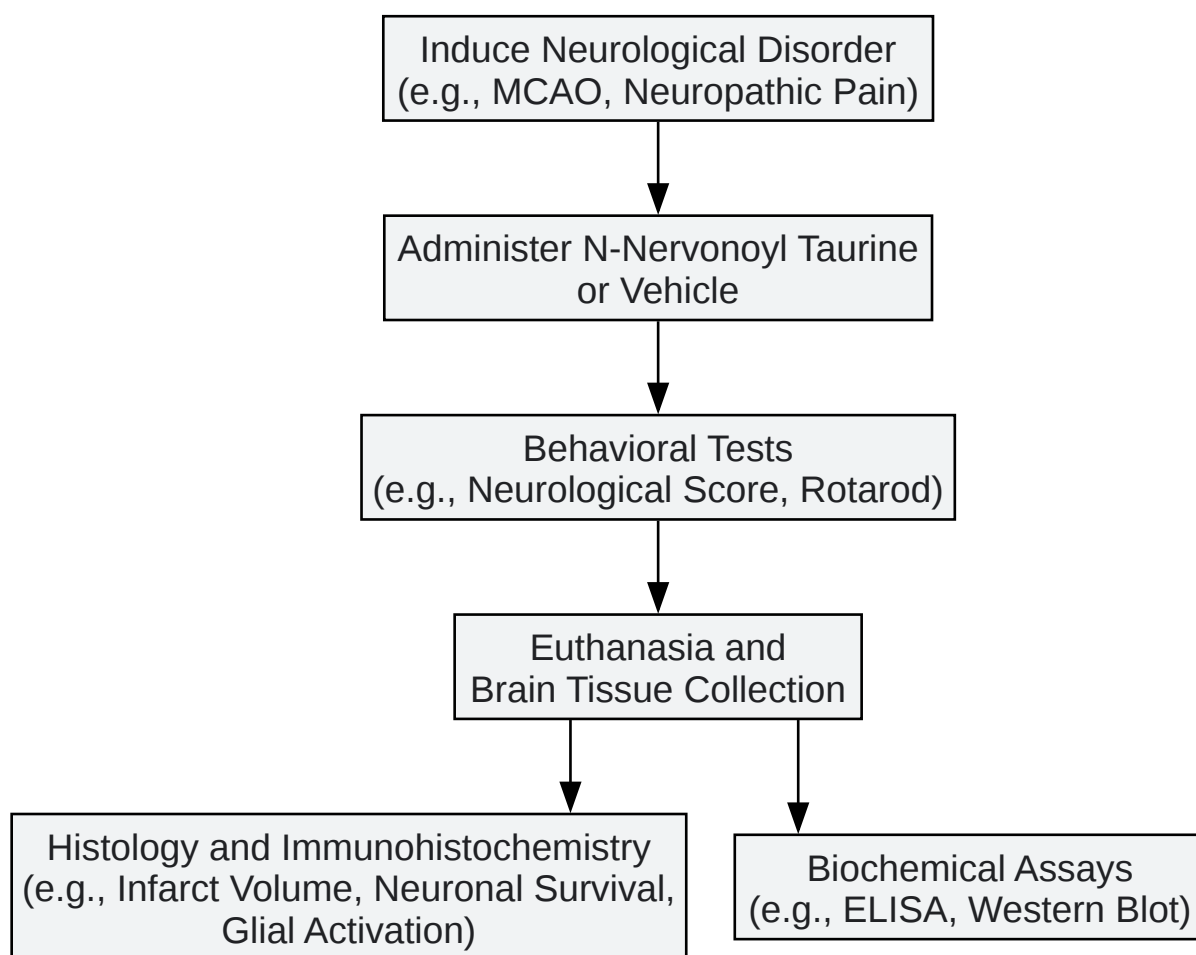 Induce Neurological Disorder
(e.g., MCAO, Neuropathic Pain)
Administer N-Nervonoyl Taurine
or Vehicle
Behavioral Tests
(e.g., Neurological Score, Rotarod)
Euthanasia and
Brain Tissue Collection
Histology and Immunohistochemistry
(e.g., Infarct Volume, Neuronal Survival,
Glial Activation)
Biochemical Assays
(e.g., ELISA, Western Blot)